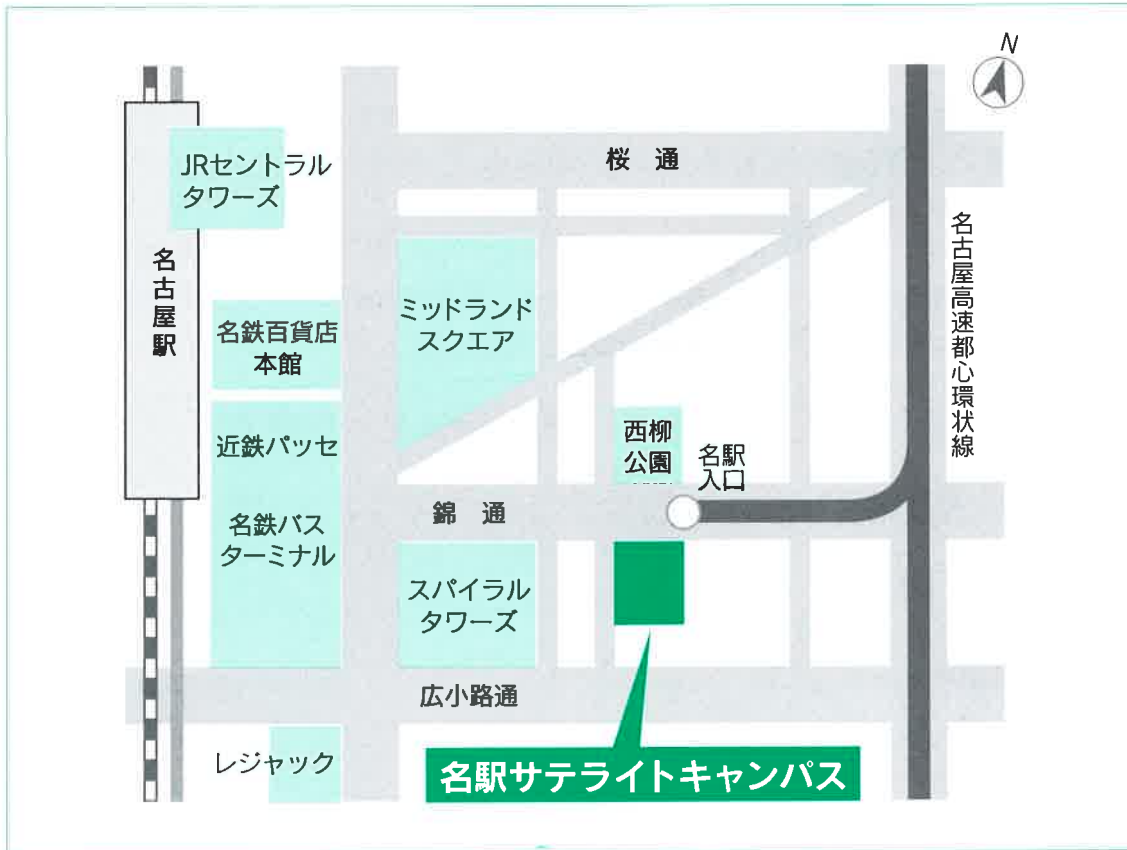 N
JRセントラル
タワーズ
桜 通
名古屋駅
名古屋高速都心環状線
ミッドランド
スクエア
名鉄百貨店
本館
近鉄パッセ
西柳
公園
名駅
入口
錦 通
名鉄バス
ターミナル
スパイラル
タワーズ
広小路通
レジャック
名駅サテライトキャンパス